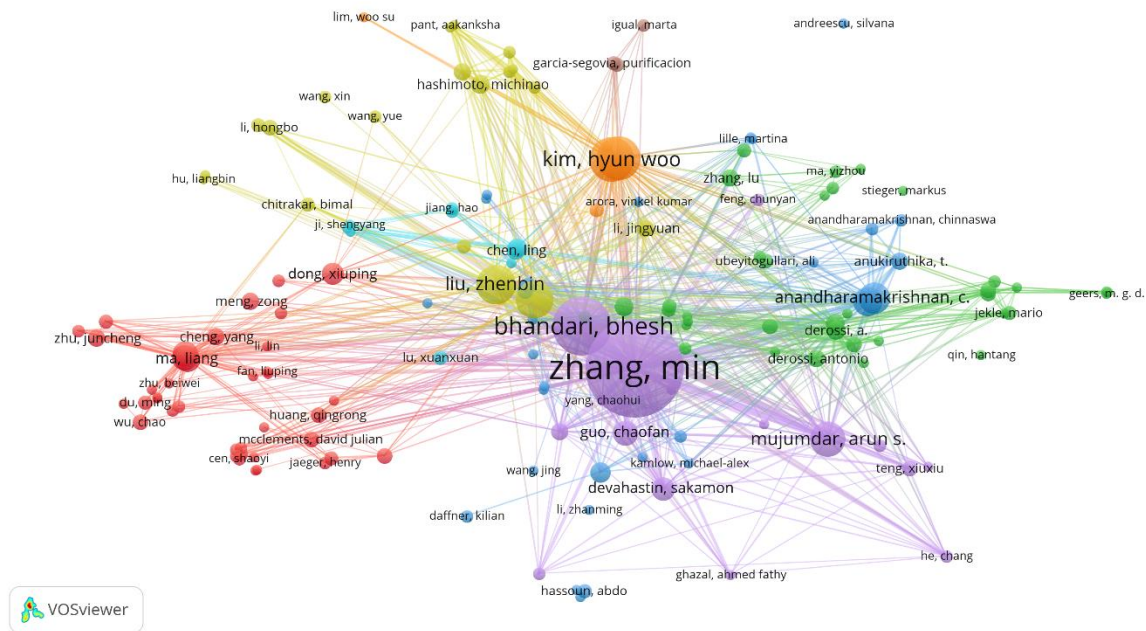 lim, woo su
pant, aakanksha
igual, marta
andreescu, silvana
garcia-segovia, purificacion
hashimoto, michinao
wang, xin
wang, yue
li, hongbo
lille, martina
kim, hyun woo
ma, yizhou
zhang, lu
stieger, markus
hu, liangbin
feng, chunyan
arora, vinkel kumar
chitrakar, bimal
jiang, hao
anandharamakrishnan, chinnaswa
ji, shengyang
li, jingyuan
chen, ling
ubeyitogullari, ali
anukiruthika, t.
dong, xiuping
liu, zhenbin
anandharamakrishnan, c.
geers, m. g. d.
meng, zong
jekle, mario
bhandari, bhesh
derossi, a.
zhu, juncheng
cheng, yang
li, lin
ma, liang
lu, xuanxuan
derossi, antonio
qin, hantang
zhang, min
fan, liuping
zhu, beiwei
yang, chaohui
du, ming
huang, qingrong
wu, chao
guo, chaofan
mujumdar, arun s.
mcclements, david julian
cen, shaoyi
jaeger, henry
wang, jing
kamlow, michael-alex
teng, xiuxiu
devahastin, sakamon
li, zhanming
daffner, kilian
he, chang
ghazal, ahmed fathy
hassoun, abdo
VOSviewer